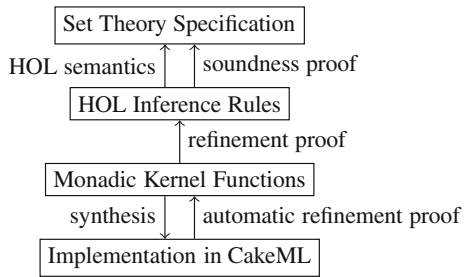 Set Theory Specification
HOL semantics soundness proof
HOL Inference Rules
refinement proof
Monadic Kernel Functions
synthesis automatic refinement proof
Implementation in CakeML